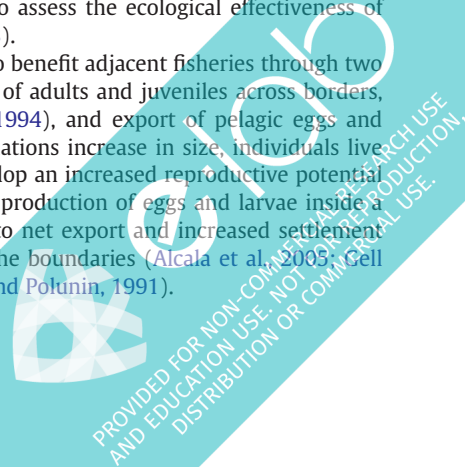 o assess the ecological effectiveness of
).
o benefit adjacent fisheries through two
of adults and juveniles across borders,
1994), and export of pelagic eggs and
ations increase in size, individuals live
lop an increased reproductive potential
production of eggs and larvae inside a
to net export and increased settlement
he boundaries (Alcala et al., 2005; Gell
nd Polunin, 1991).
elab
PROVIDED FOR NON-COMMERCIAL RESEARCH USE
AND EDUCATION USE. NOT FOR REPRODUCTION,
DISTRIBUTION OR COMMERCIAL USE.